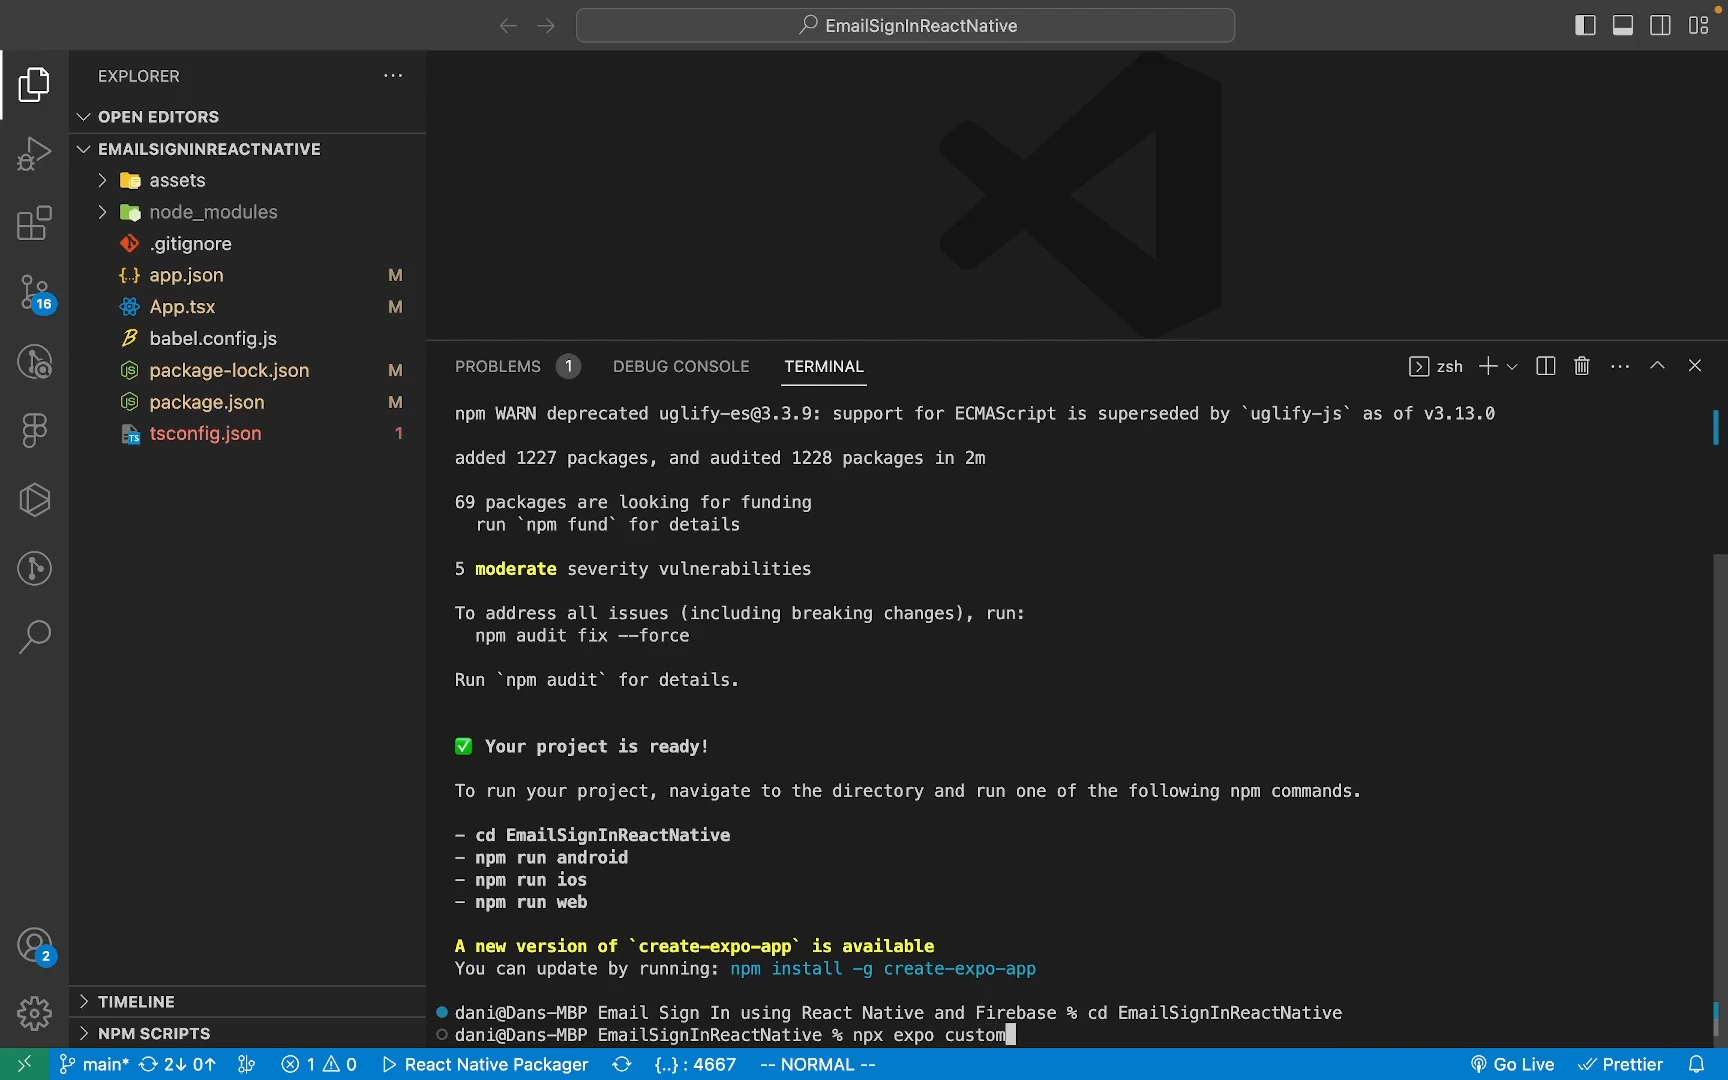 EmailSignInReactNative
EXPLORER
OPEN EDITORS
EMAILSIGNINREACTNATIVE
assets
node_modules
.gitignore
{..} app.json M
App.tsx M
babel.config.js
package-lock.json M
package.json M
TS tsconfig.json 1
16
2
TIMELINE
NPM SCRIPTS
PROBLEMS 1 DEBUG CONSOLE TERMINAL zsh
npm WARN deprecated uglify-es@3.3.9: support for ECMAScript is superseded by `uglify-js` as of v3.13.0
added 1227 packages, and audited 1228 packages in 2m
69 packages are looking for funding
run `npm fund` for details
5 moderate severity vulnerabilities
To address all issues (including breaking changes), run:
npm audit fix --force
Run `npm audit` for details.
✅ Your project is ready!
To run your project, navigate to the directory and run one of the following npm commands.
- cd EmailSignInReactNative
- npm run android
- npm run ios
- npm run web
A new version of `create-expo-app` is available
You can update by running: npm install -g create-expo-app
dani@Dans-MBP Email Sign In using React Native and Firebase % cd EmailSignInReactNative
dani@Dans-MBP EmailSignInReactNative % npx expo custom
main* 2↓ 0↑ 1 0 React Native Packager {..} : 4667 -- NORMAL -- Go Live Prettier